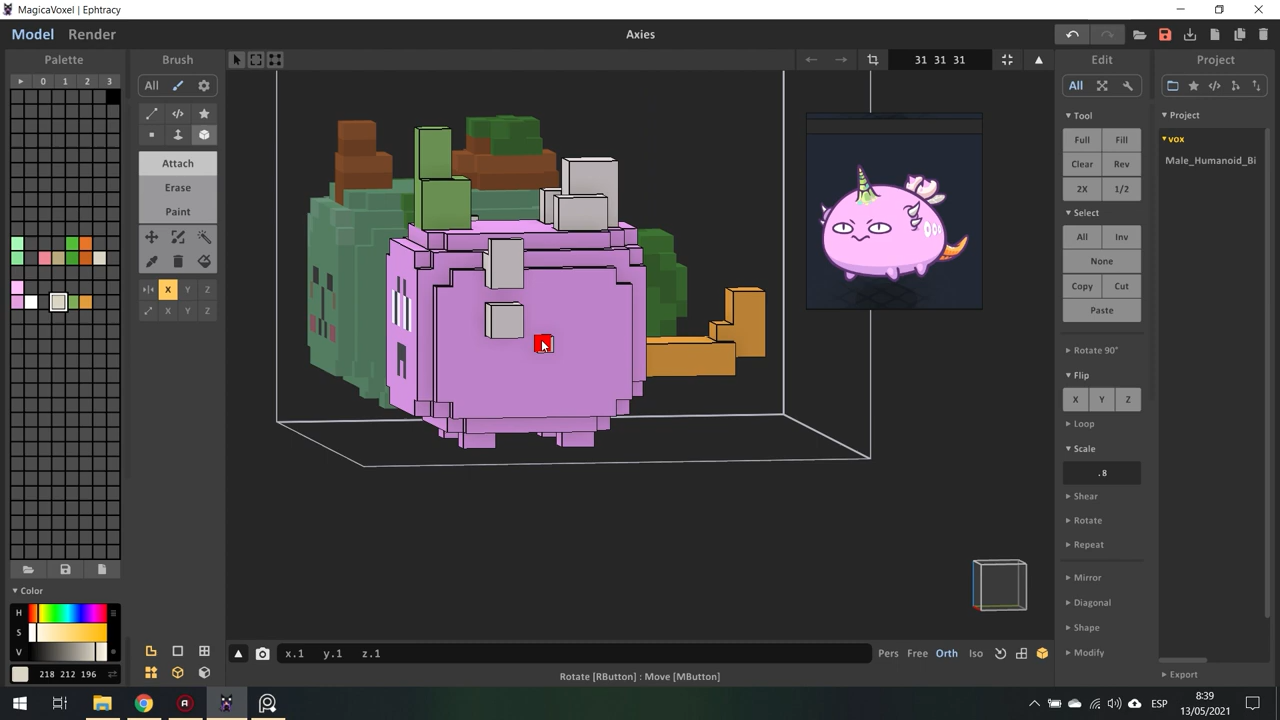 MagicaVoxel | Ephtracy
Model Render
Axies
Palette
Brush
31 31 31
Edit
Project
0 1 2 3
All
All
Tool
Project
Full Fill
vox
Clear Rev
Male_Humanoid_Bi
2X 1/2
Attach
Erase
Paint
Select
All Inv
None
Copy Cut
Paste
X Y Z
X Y Z
Rotate 90°
Flip
X Y Z
Loop
Scale
.8
Shear
Rotate
Repeat
Mirror
Diagonal
Shape
Modify
Export
Color
H
S
V
218 212 196
x.1 y.1 z.1
Pers Free Orth Iso
Rotate [RButton] : Move [MButton]
ESP
8:39
13/05/2021